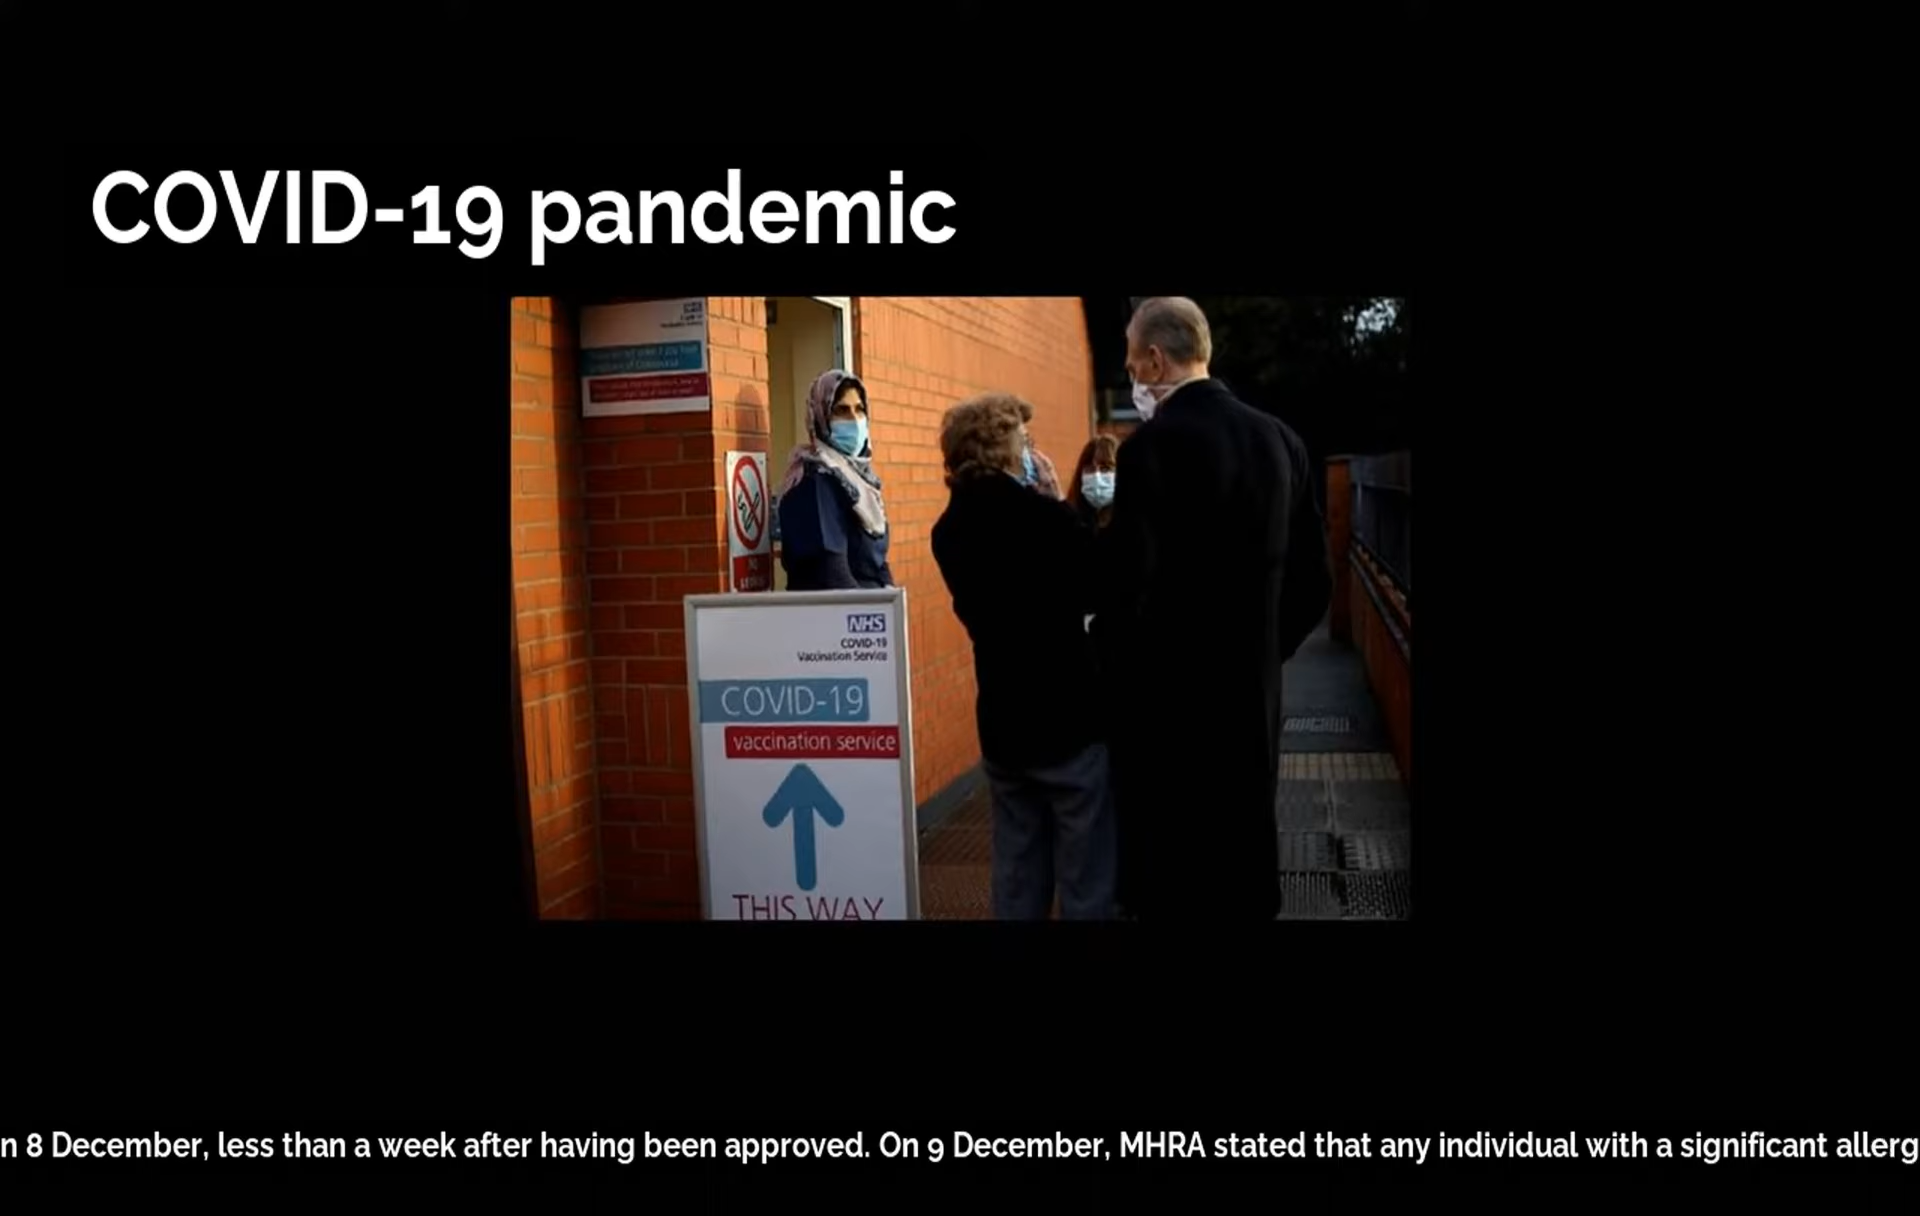 COVID-19 pandemic
NHS
COVID-19
Vaccination Service
COVID-19
vaccination service
THIS WAY
n 8 December, less than a week after having been approved. On 9 December, MHRA stated that any individual with a significant allerg